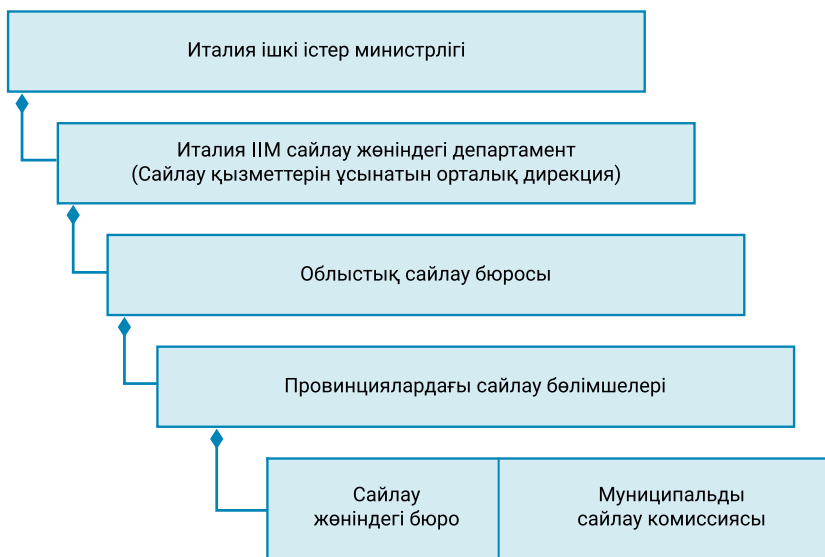 Италия ішкі істер министрлігі
Италия ІІМ сайлау жөніндегі департамент
(Сайлау қызметтерін ұсынатын орталық дирекция)
Облыстық сайлау бюросы
Провинциялардағы сайлау бөлімшелері
Сайлау
жөніндегі бюро
Муниципальды
сайлау комиссиясы